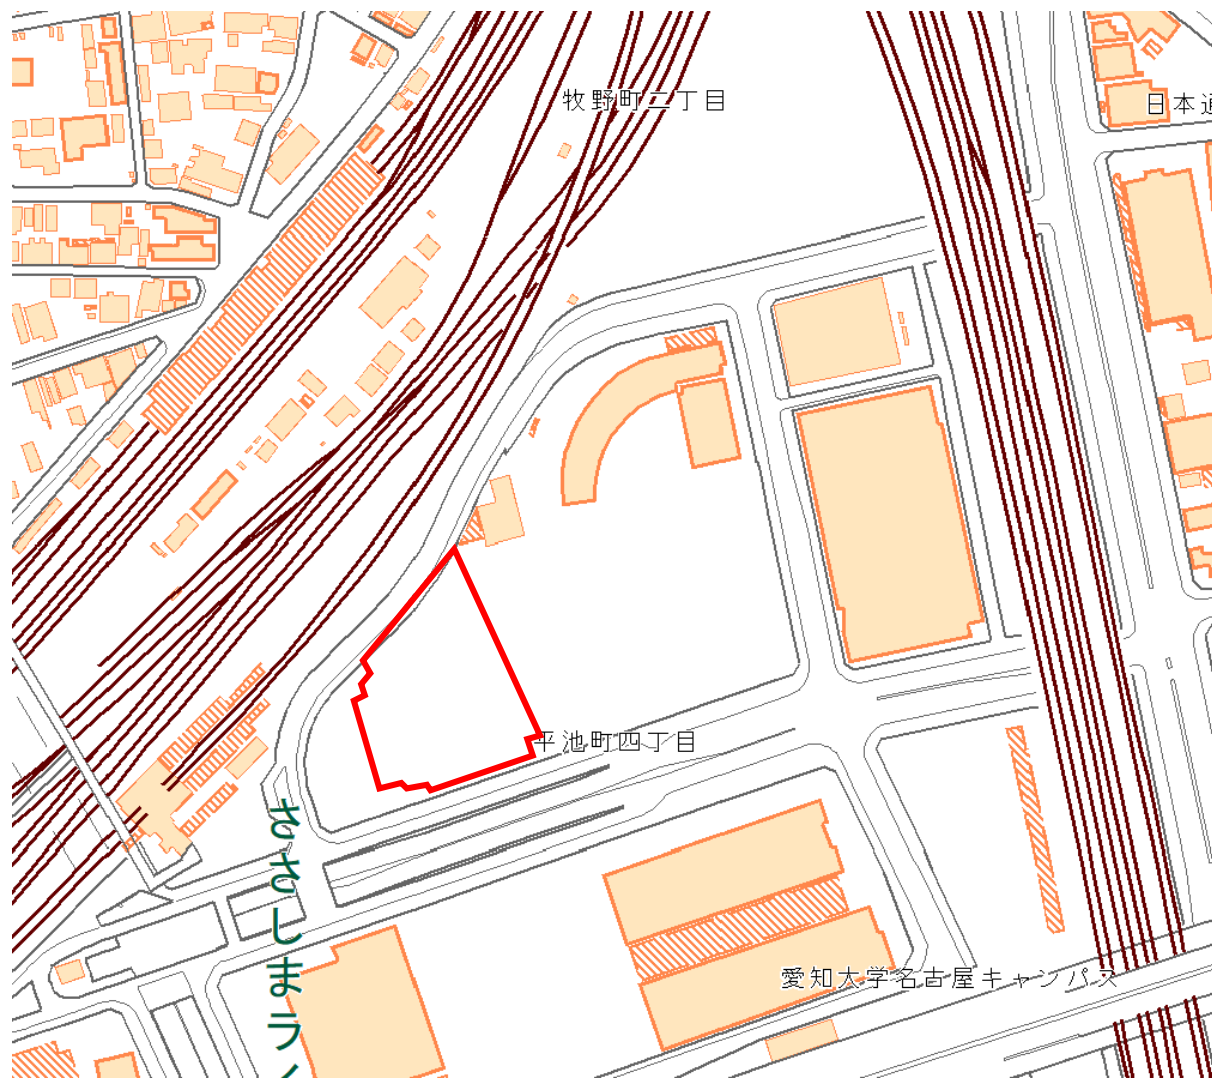 牧野町二丁目
日本通
平池町四丁目
ささしまラ
愛知大学名古屋キャンパス